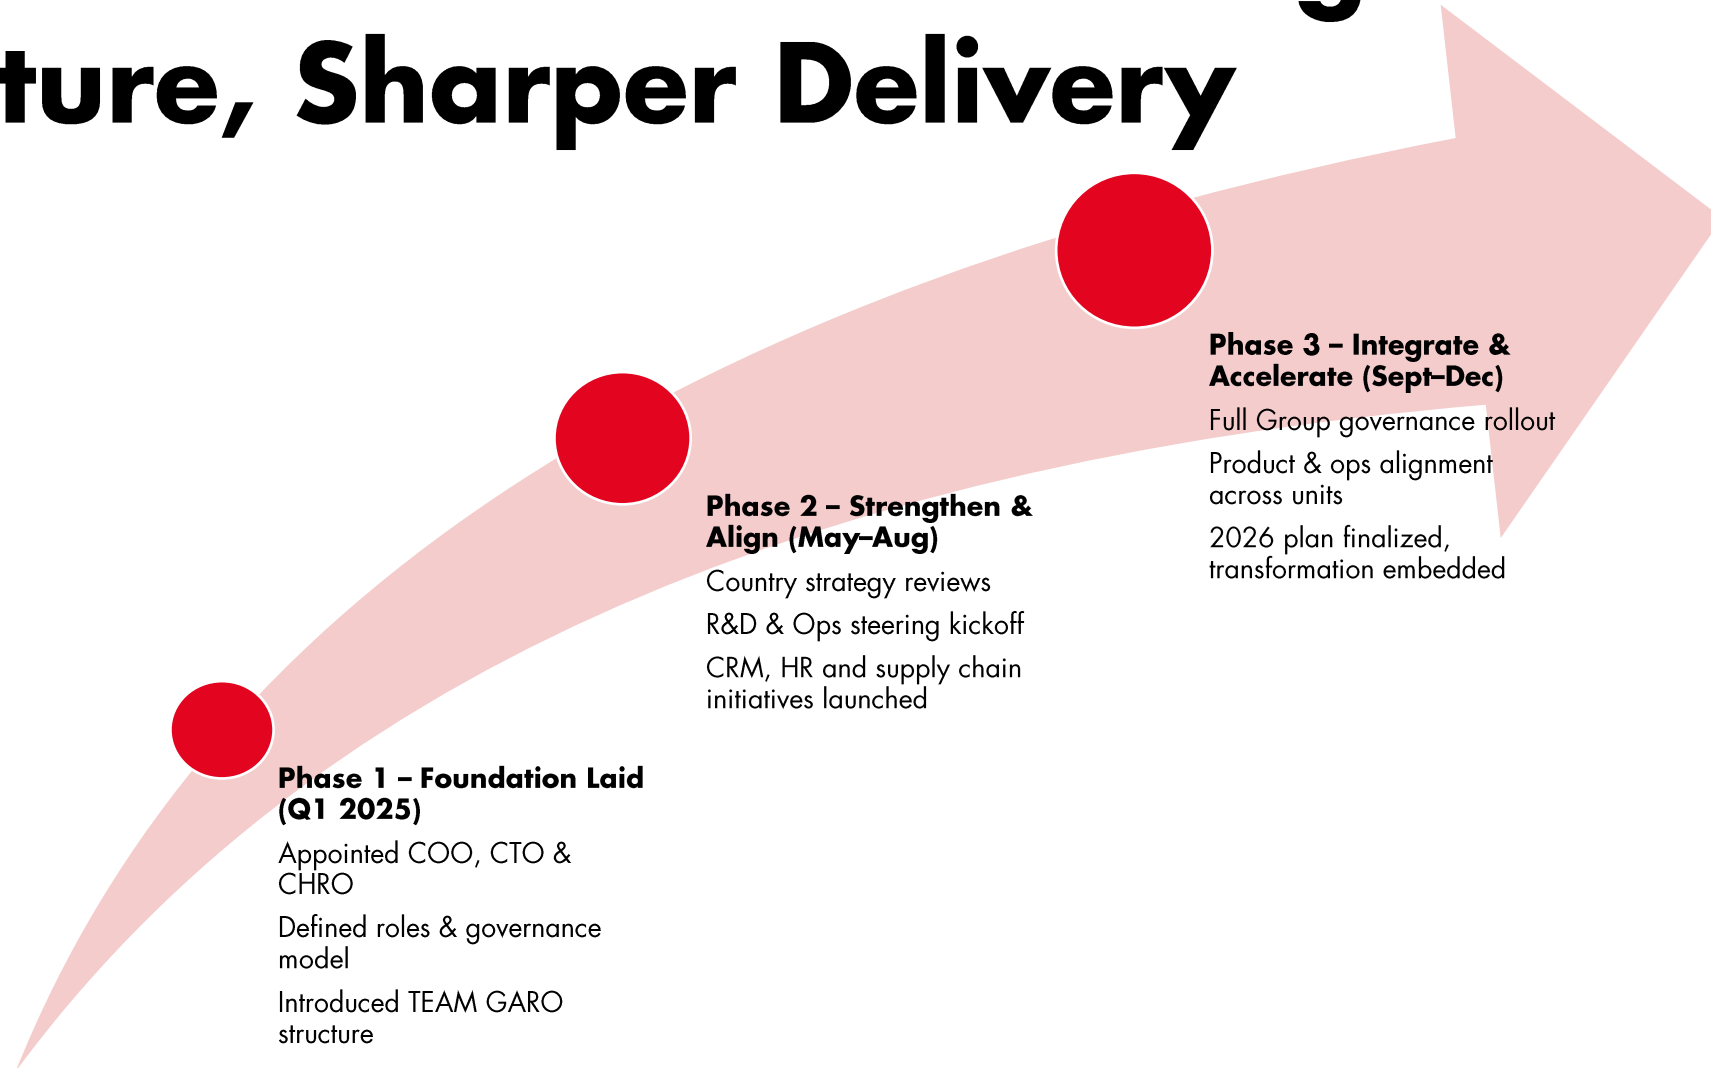 ture, Sharper Delivery
Phase 3 – Integrate &
Accelerate (Sept–Dec)
Full Group governance rollout
Product & ops alignment
across units
2026 plan finalized,
transformation embedded
Phase 2 – Strengthen &
Align (May–Aug)
Country strategy reviews
R&D & Ops steering kickoff
CRM, HR and supply chain
initiatives launched
Phase 1 – Foundation Laid
(Q1 2025)
Appointed COO, CTO &
CHRO
Defined roles & governance
model
Introduced TEAM GARO
structure